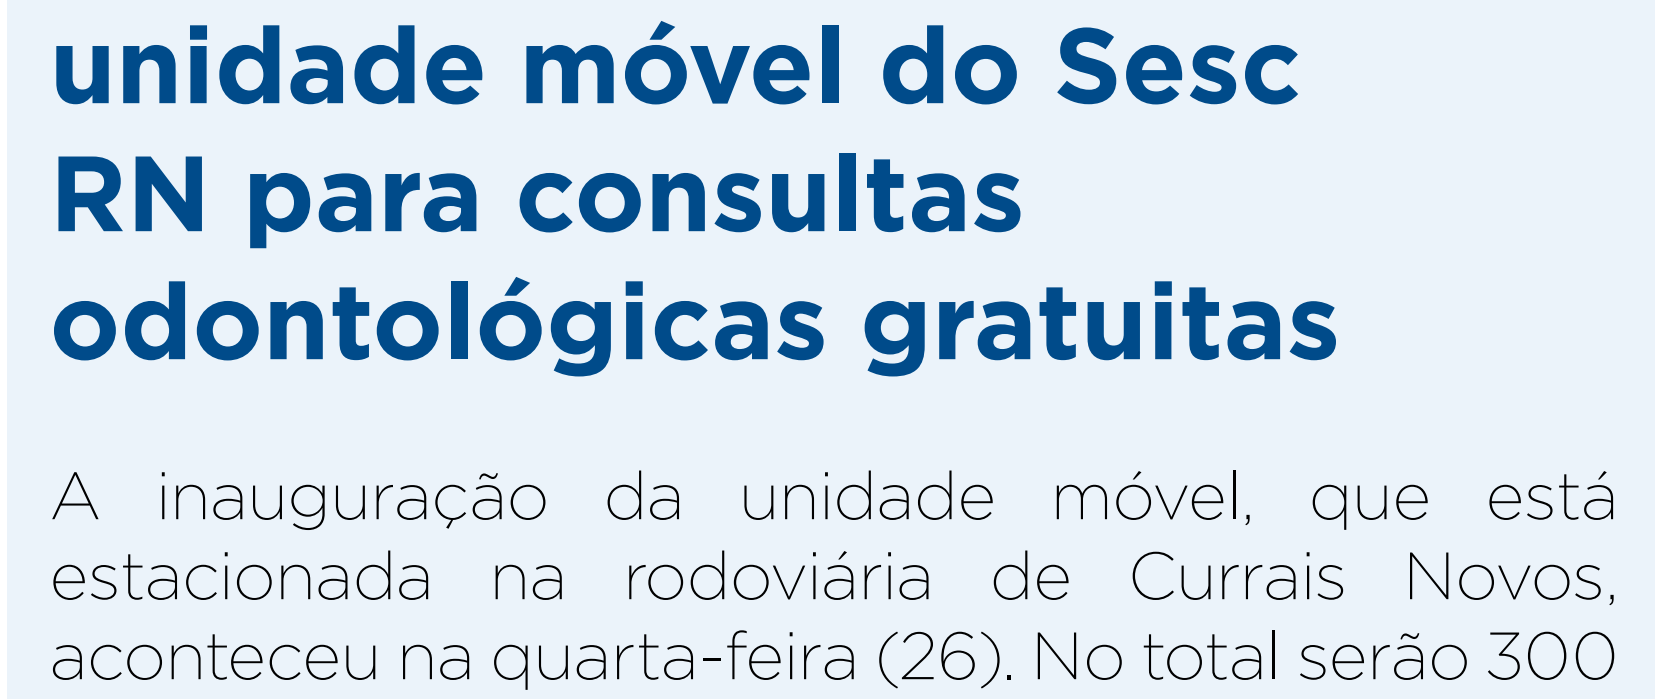 unidade móvel do Sesc
RN para consultas
odontológicas gratuitas
A inauguração da unidade móvel, que está
estacionada na rodoviária de Currais Novos,
aconteceu na quarta-feira (26). No total serão 300